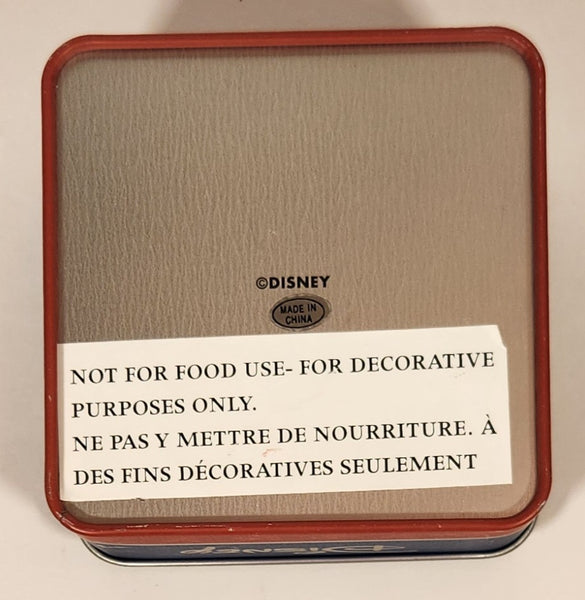 ©DISNEY
MADE IN
CHINA
NOT FOR FOOD USE- FOR DECORATIVE
PURPOSES ONLY.
NE PAS Y METTRE DE NOURRITURE. À
DES FINS DÉCORATIVES SEULEMENT